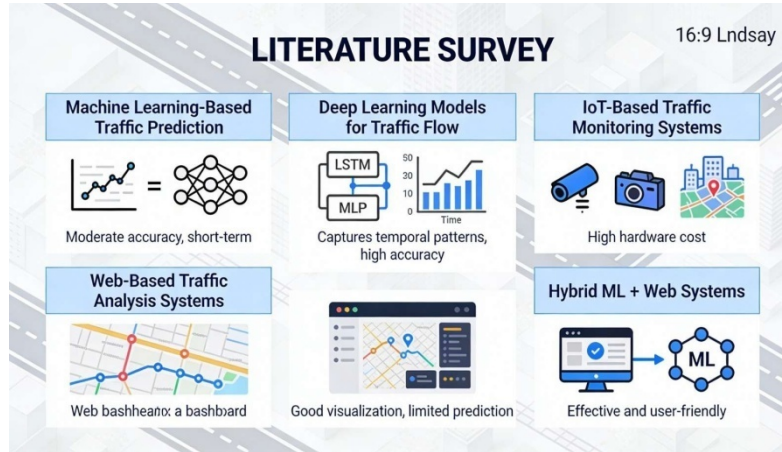 LITERATURE SURVEY
16:9 Lndsay
Machine Learning-Based
Traffic Prediction
Moderate accuracy, short-term
Deep Learning Models
for Traffic Flow
LSTM
MLP
50
30
10
0
Time
Captures temporal patterns,
high accuracy
IoT-Based Traffic
Monitoring Systems
High hardware cost
Web-Based Traffic
Analysis Systems
Web a bashbard
Good visualization, limited prediction
Hybrid ML + Web Systems
ML
Effective and user-friendly